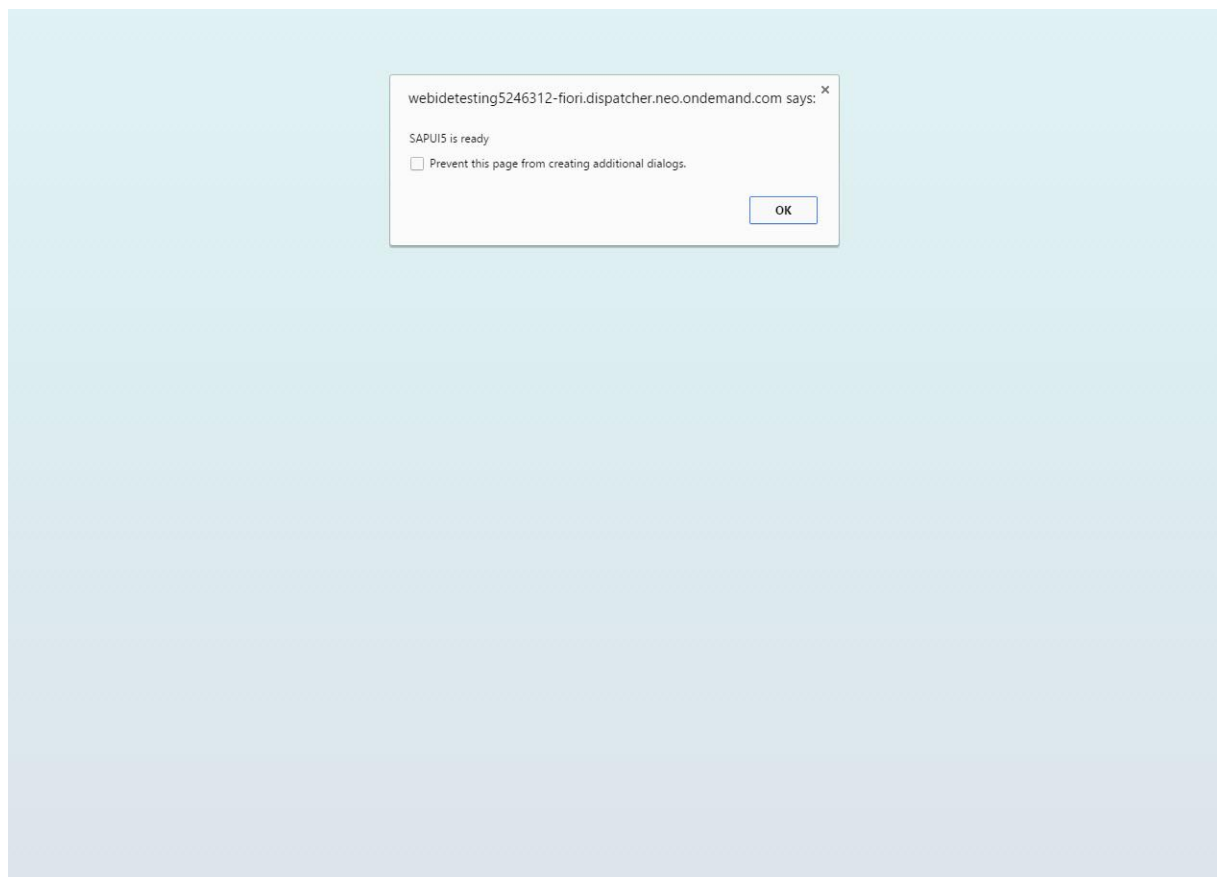 webidetesting5246312-fiori.dispatcher.neo.ondemand.com says:
SAPUI5 is ready
Prevent this page from creating additional dialogs.
OK